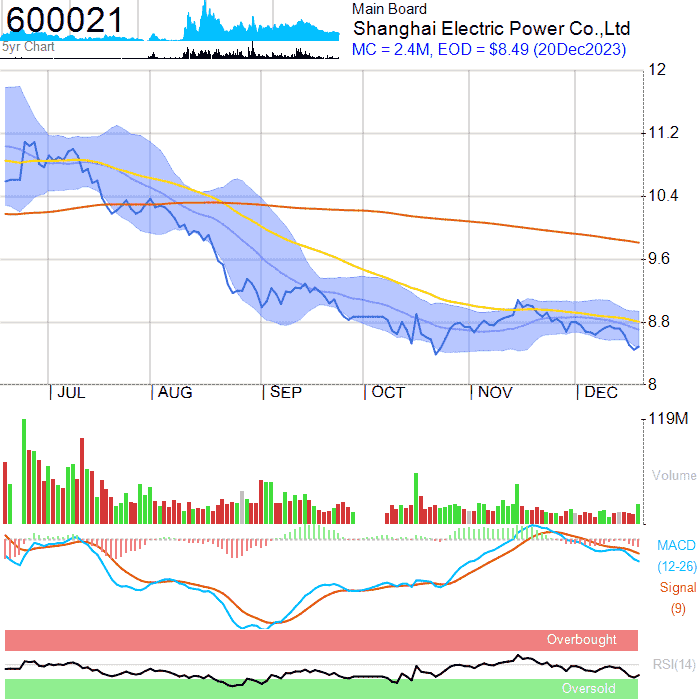 600021
Main Board
Shanghai Electric Power Co.,Ltd
5yr Chart
MC = 2.4M, EOD = $8.49 (20Dec2023)
12
11.2
10.4
9.6
8.8
8
JUL AUG SEP OCT NOV DEC
119M
Volume
MACD
(12-26)
Signal
(9)
Overbought
RSI(14)
Oversold